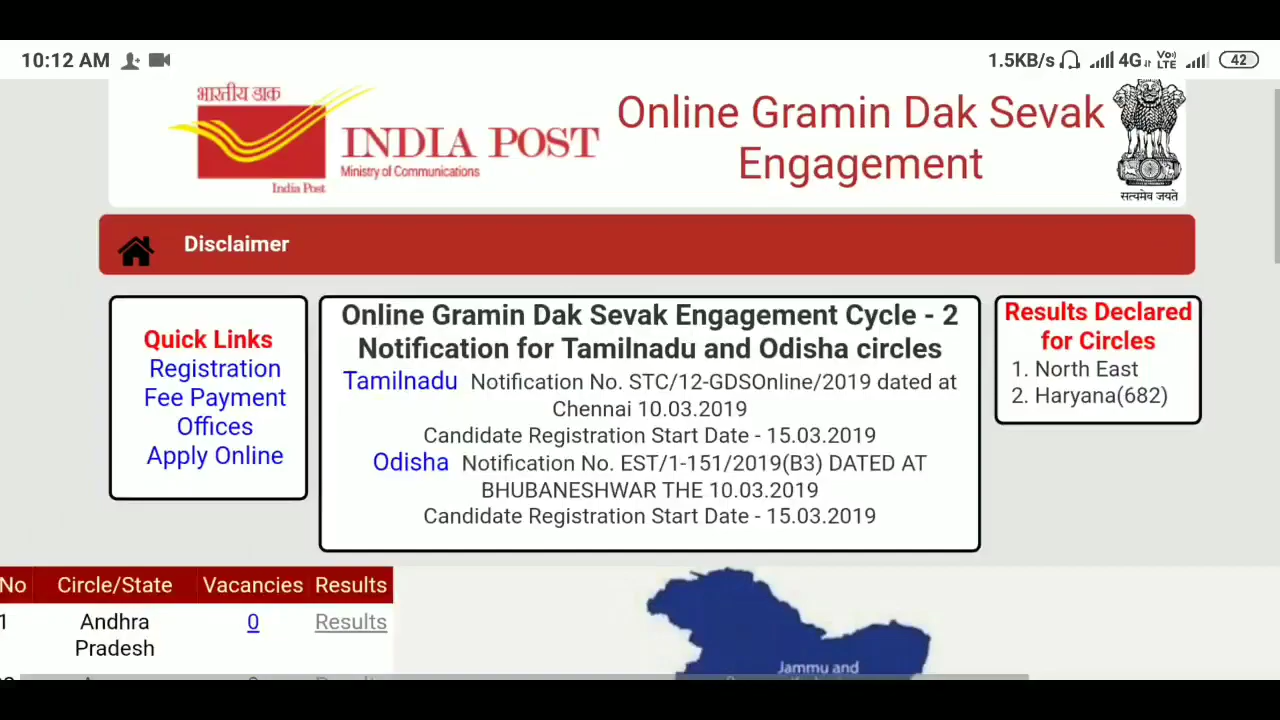 10:12 AM
1.5KB/s 4G Vo)) LTE 42
भारतीय डाक
INDIA POST
Ministry of Communications
India Post
Online Gramin Dak Sevak
Engagement
सत्यमेव जयते
Disclaimer
Quick Links
Registration
Fee Payment
Offices
Apply Online
Online Gramin Dak Sevak Engagement Cycle - 2
Notification for Tamilnadu and Odisha circles
Tamilnadu Notification No. STC/12-GDSOnline/2019 dated at
Chennai 10.03.2019
Candidate Registration Start Date - 15.03.2019
Odisha Notification No. EST/1-151/2019(B3) DATED AT
BHUBANESHWAR THE 10.03.2019
Candidate Registration Start Date - 15.03.2019
Results Declared
for Circles
1. North East
2. Haryana(682)
No Circle/State Vacancies Results
1 Andhra 0 Results
Pradesh
Jammu and